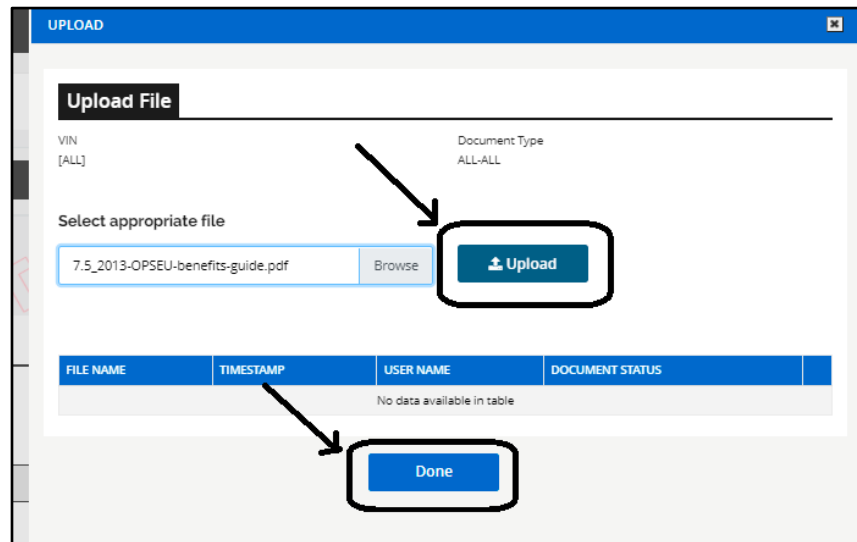 UPLOAD
Upload File
VIN
Document Type
[ALL]
ALL-ALL
Select appropriate file
7.5_2013-OPSEU-benefits-guide.pdf Browse Upload
FILE NAME TIMESTAMP USER NAME DOCUMENT STATUS
No data available in table
Done